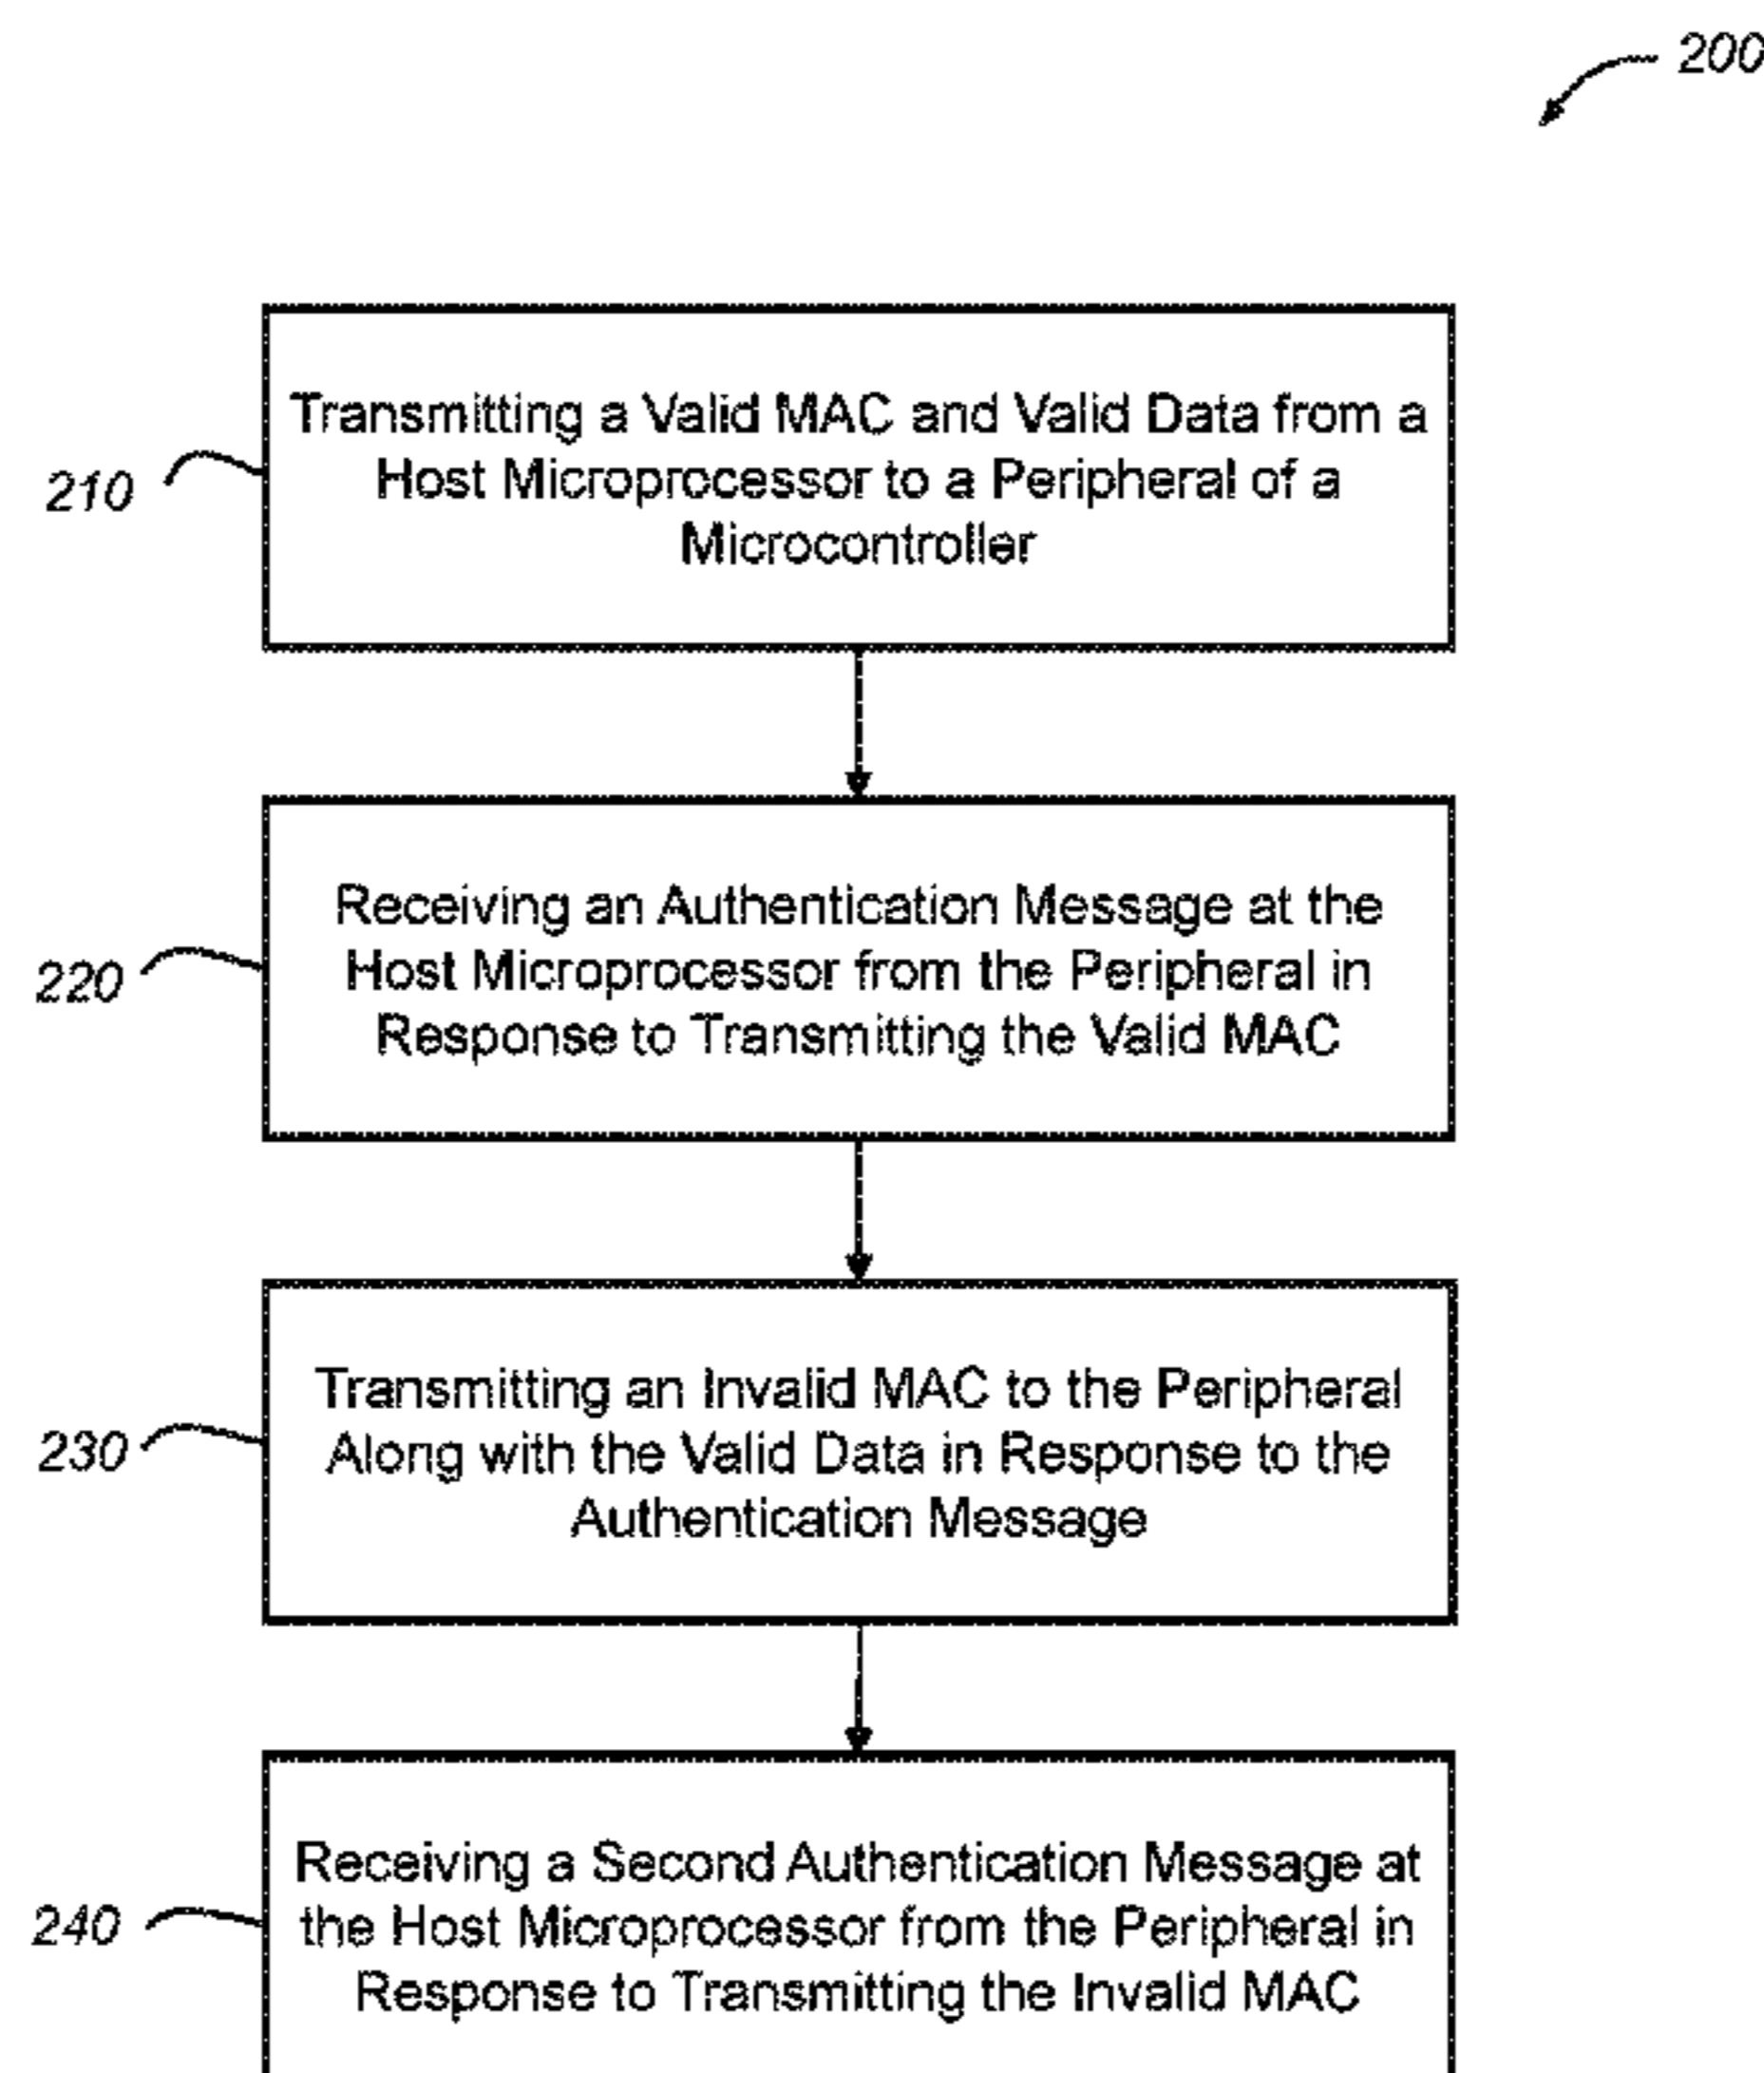 200
210
Transmitting a Valid MAC and Valid Data from a
Host Microprocessor to a Peripheral of a
Microcontroller
220
Receiving an Authentication Message at the
Host Microprocessor from the Peripheral in
Response to Transmitting the Valid MAC
230
Transmitting an Invalid MAC to the Peripheral
Along with the Valid Data in Response to the
Authentication Message
240
Receiving a Second Authentication Message at
the Host Microprocessor from the Peripheral in
Response to Transmitting the Invalid MAC